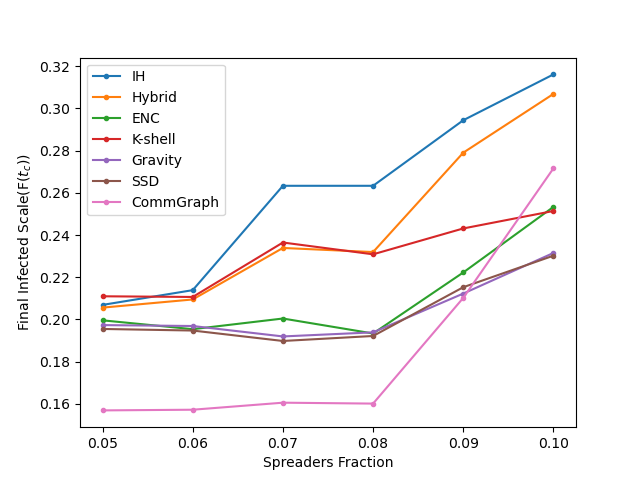 0.32
0.30
0.28
0.26
0.24
0.22
0.20
0.18
0.16
Final Infected Scale(F(t_c))
IH
Hybrid
ENC
K-shell
Gravity
SSD
CommGraph
0.05 0.06 0.07 0.08 0.09 0.10
Spreaders Fraction